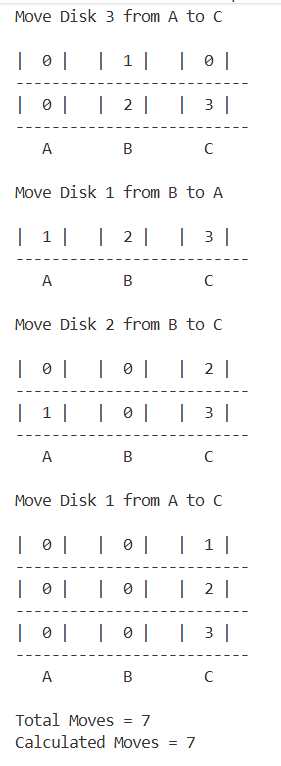 Move Disk 3 from A to C
| 0 | | 1 | | 0 |
-----------------------------
| 0 | | 2 | | 3 |
-----------------------------
A B C
Move Disk 1 from B to A
| 1 | | 2 | | 3 |
-----------------------------
A B C
Move Disk 2 from B to C
| 0 | | 0 | | 2 |
-----------------------------
| 1 | | 0 | | 3 |
-----------------------------
A B C
Move Disk 1 from A to C
| 0 | | 0 | | 1 |
-----------------------------
| 0 | | 0 | | 2 |
-----------------------------
| 0 | | 0 | | 3 |
-----------------------------
A B C
Total Moves = 7
Calculated Moves = 7